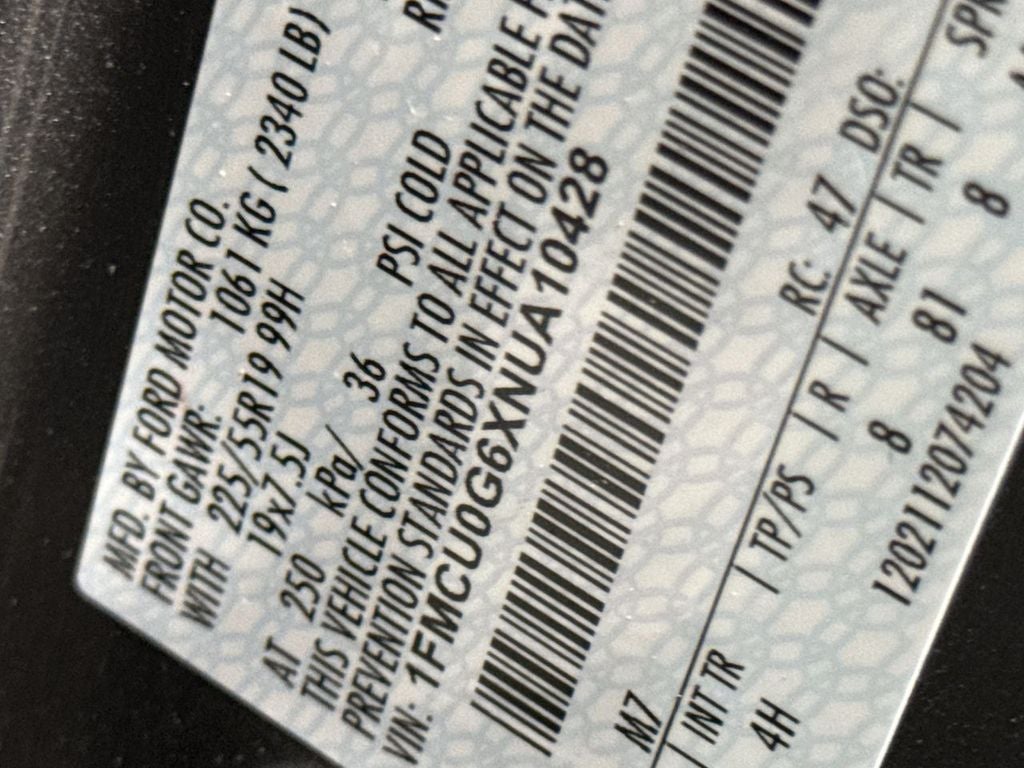 MFD. BY FORD MOTOR CO.
FRONT GAWR: 1061 KG ( 2340 LB)
WITH 225/55R19 99H
19x7.5J
AT 250 kPa/ 36 PSI COLD
THIS VEHICLE CONFORMS TO ALL APPLICABLE
PREVENTION STANDARDS IN EFFECT ON THE
VIN: 1FMCU0G6XNUA10428
M7 RC: 47 DSO:
INT TR | TP/PS | R | AXLE | TR | SPR
4H 8 81 8
1202112074204